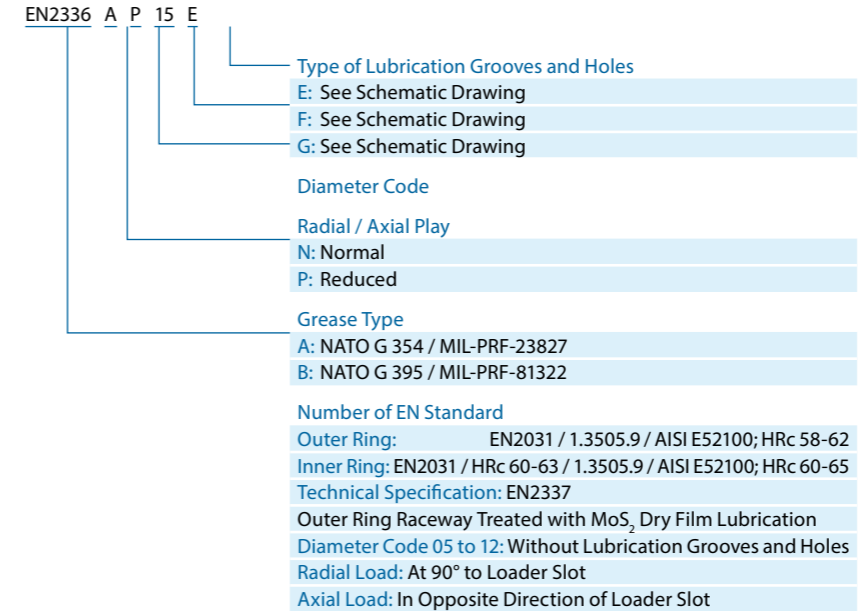 EN2336 A P 15 E
Type of Lubrication Grooves and Holes
E: See Schematic Drawing
F: See Schematic Drawing
G: See Schematic Drawing
Diameter Code
Radial / Axial Play
N: Normal
P: Reduced
Grease Type
A: NATO G 354 / MIL-PRF-23827
B: NATO G 395 / MIL-PRF-81322
Number of EN Standard
Outer Ring: EN2031 / 1.3505.9 / AISI E52100; HRc 58-62
Inner Ring: EN2031 / HRc 60-63 / 1.3505.9 / AISI E52100; HRc 60-65
Technical Specification: EN2337
Outer Ring Raceway Treated with MoS₂ Dry Film Lubrication
Diameter Code 05 to 12: Without Lubrication Grooves and Holes
Radial Load: At 90° to Loader Slot
Axial Load: In Opposite Direction of Loader Slot